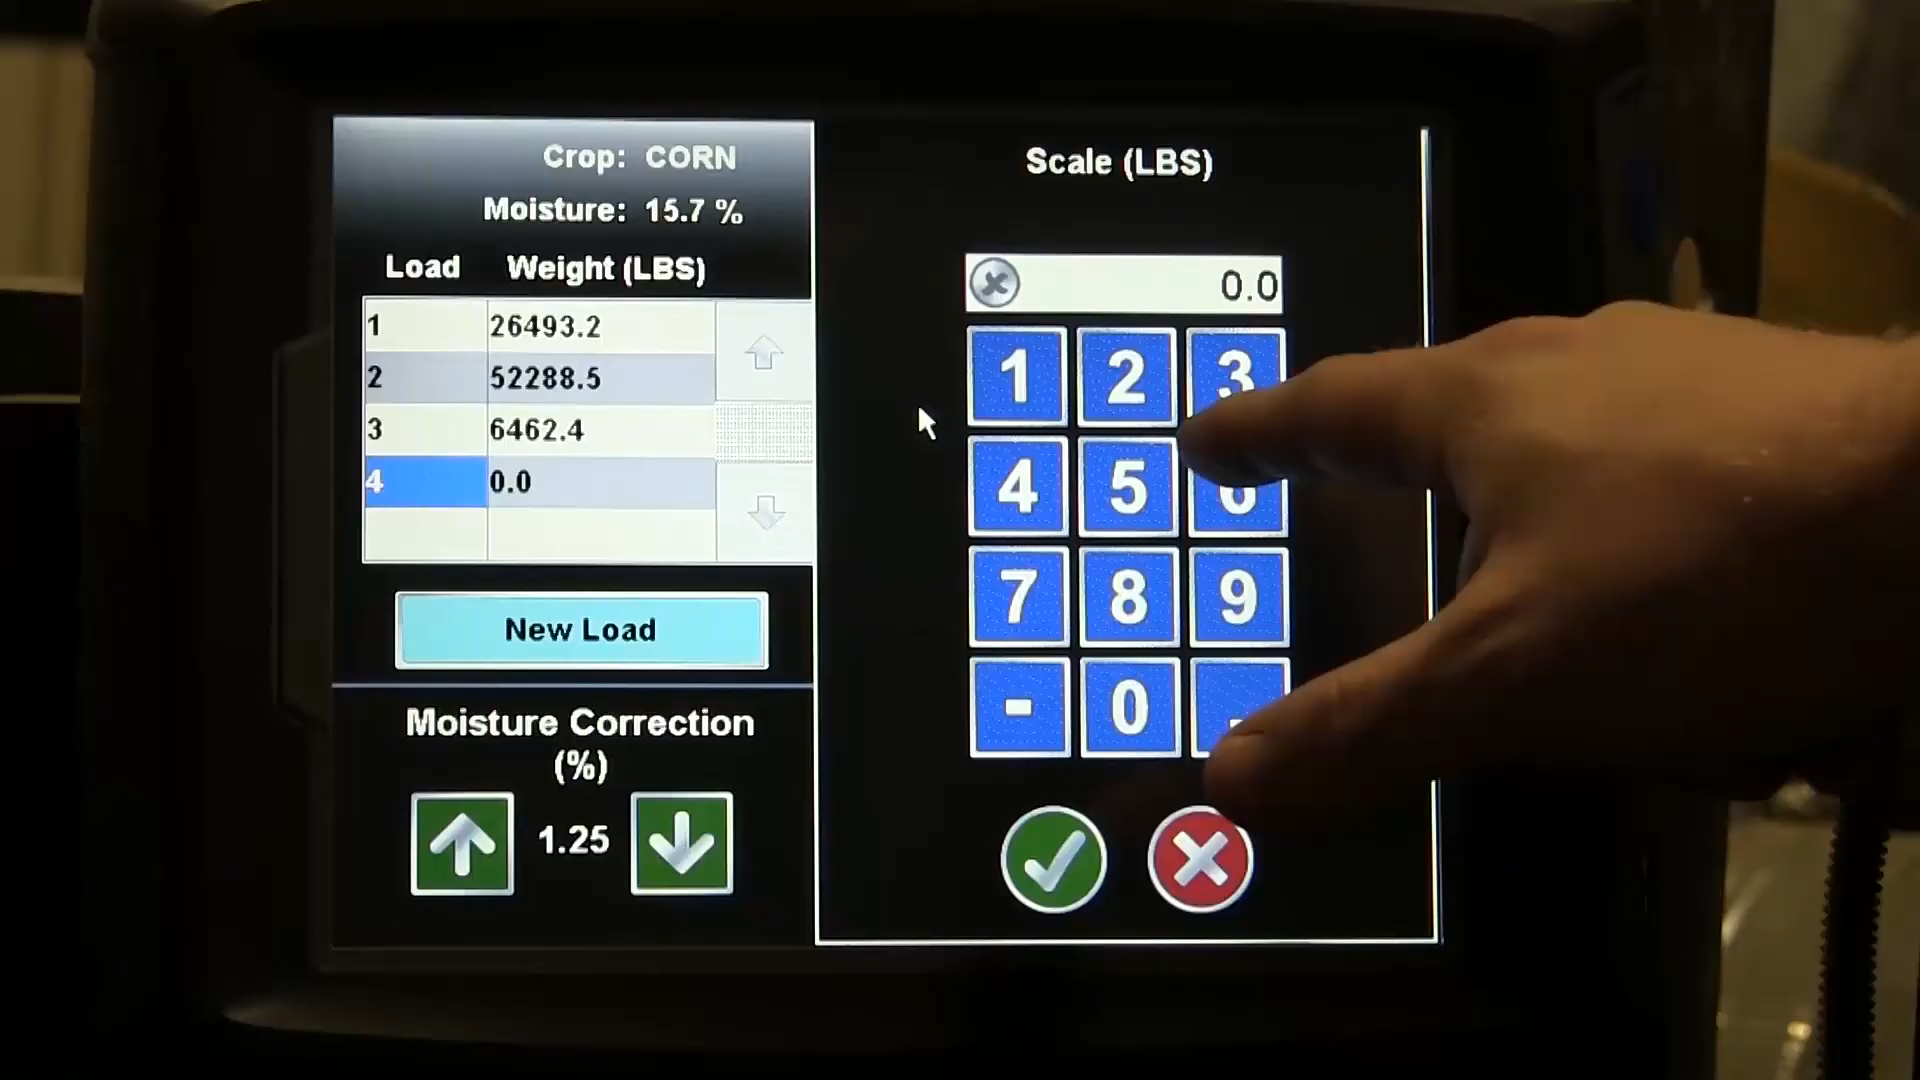 Crop: CORN
Moisture: 15.7 %
Load Weight (LBS)
1 26493.2
2 52288.5
3 6462.4
4 0.0
New Load
Moisture Correction
(%)
1.25
Scale (LBS)
0.0
1 2 3
4 5 6
7 8 9
- 0 .